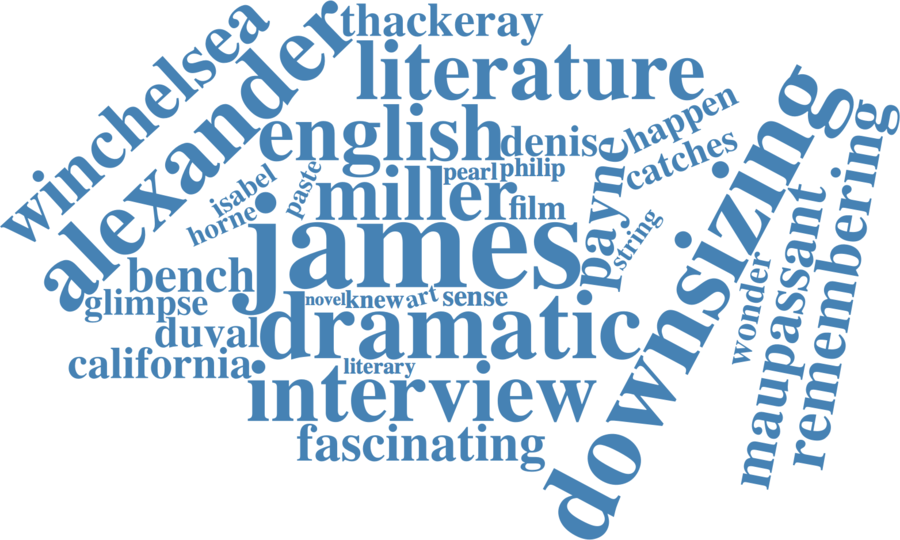 thackeray
winchelsea
alexander
literature
english
denis
happen
catches
downsizing
remembering
isabel
horne
paste
pearl
philip
miller
film
payne
string
james
bench
glimpse
novel
knew
art
sense
wonder
maupassant
duval
dramatic
california
literary
interview
fascinating